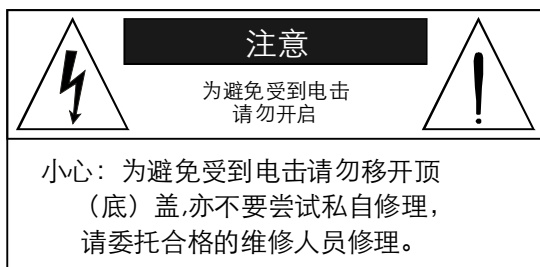 注意
为避免受到电击
请勿开启
小心：为避免受到电击请勿移开顶
（底）盖,亦不要尝试私自修理，
请委托合格的维修人员修理。